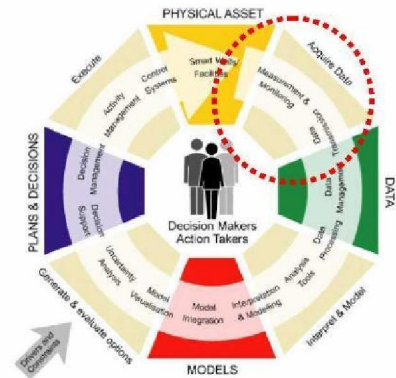 PHYSICAL ASSET
Execute
Acquire Data
Smart Wells/
Facilities
Control
Systems
Activity
Management
Measurement &
Monitoring
Data
Transmission
PLANS & DECISIONS
DATA
Decision
Management
Decision
Support
Data
Management
Data
Processing
Decision Makers
Action Takers
Uncertainty
Analysis
Model
Visualisation
Model
Integration
Interpretation
& Modelling
Analysis
Tools
Generate & evaluate options
Interpret & Model
Drivers and
Constraints
MODELS